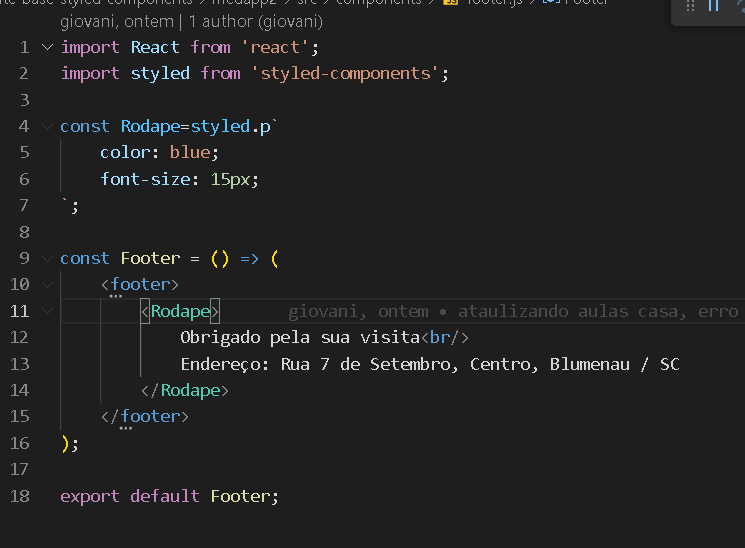 base-styled-components > medapp2 > src > components > footer.js > Footer
giovani, ontem | 1 author (giovani)
1 import React from 'react';
2 import styled from 'styled-components';
3
4 const Rodape=styled.p`
5 color: blue;
6 font-size: 15px;
7 `;
8
9 const Footer = () => (
10 <footer>
11 <Rodape> giovani, ontem • ataulizando aulas casa, erro
12 Obrigado pela sua visita<br/>
13 Endereço: Rua 7 de Setembro, Centro, Blumenau / SC
14 </Rodape>
15 </footer>
16 );
17
18 export default Footer;